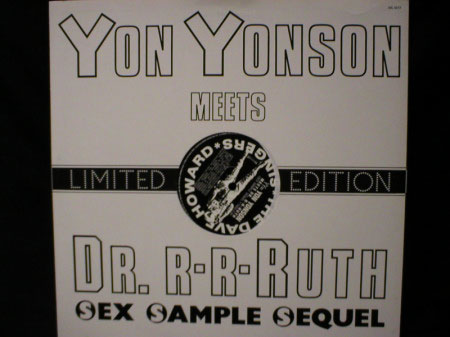 YON YONSON
MEETS
THE DAVE HOWARD SINGERS
LIMITED EDITION
DR. R-R-RUTH
SEX SAMPLE SEQUEL